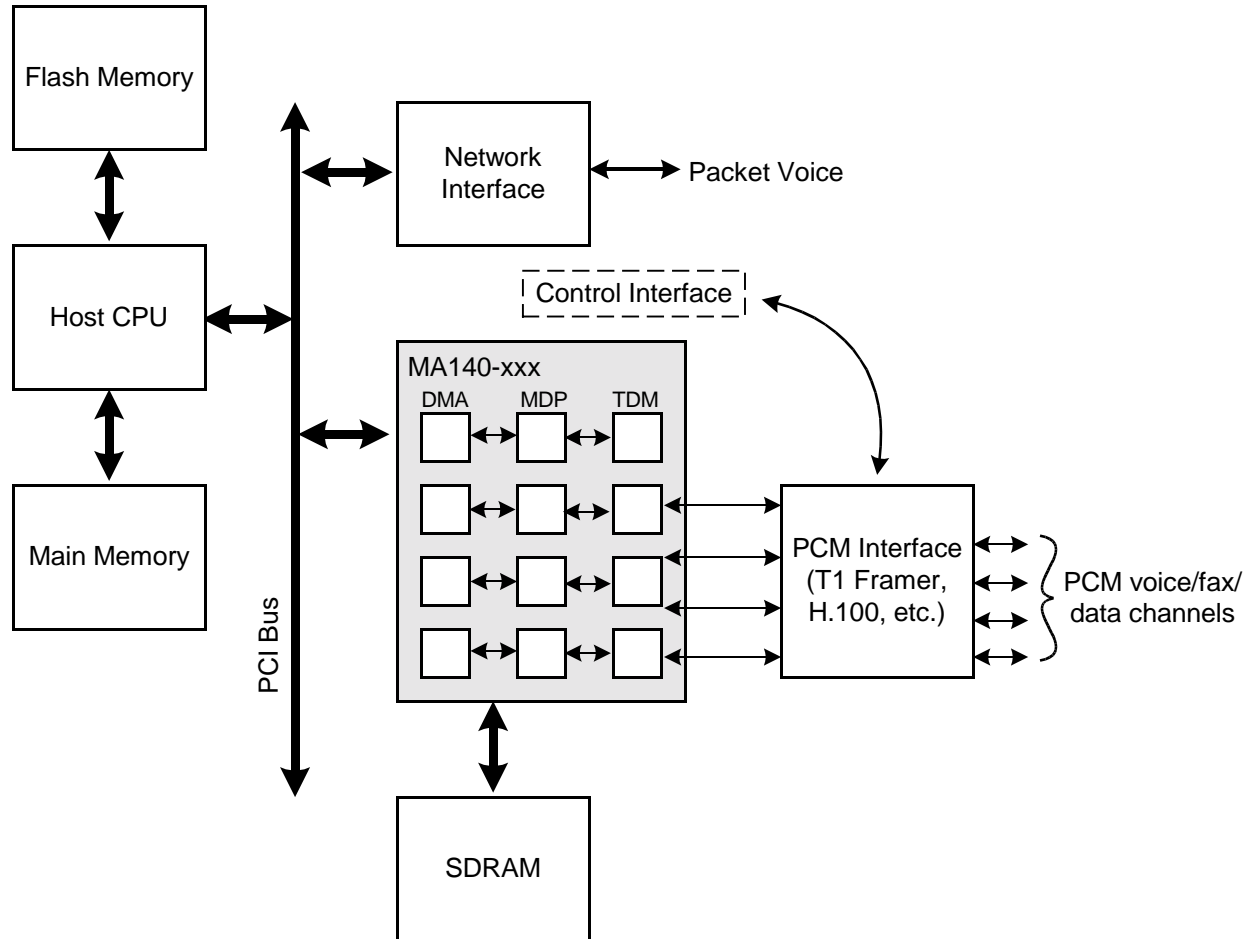 Flash Memory
Network
Interface
Packet Voice
Control Interface
Host CPU
MA140-xxx
DMA MDP TDM
Main Memory
PCI Bus
PCM Interface
(T1 Framer,
H.100, etc.)
PCM voice/fax/
data channels
SDRAM